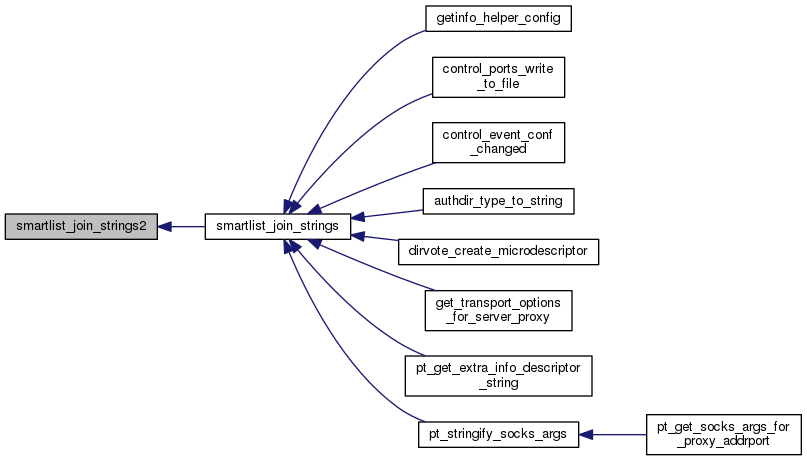 getinfo_helper_config
control_ports_write
_to_file
control_event_conf
_changed
authdir_type_to_string
smartlist_join_strings2
smartlist_join_strings
dirvote_create_microdescriptor
get_transport_options
_for_server_proxy
pt_get_extra_info_descriptor
_string
pt_stringify_socks_args
pt_get_socks_args_for
_proxy_addrport